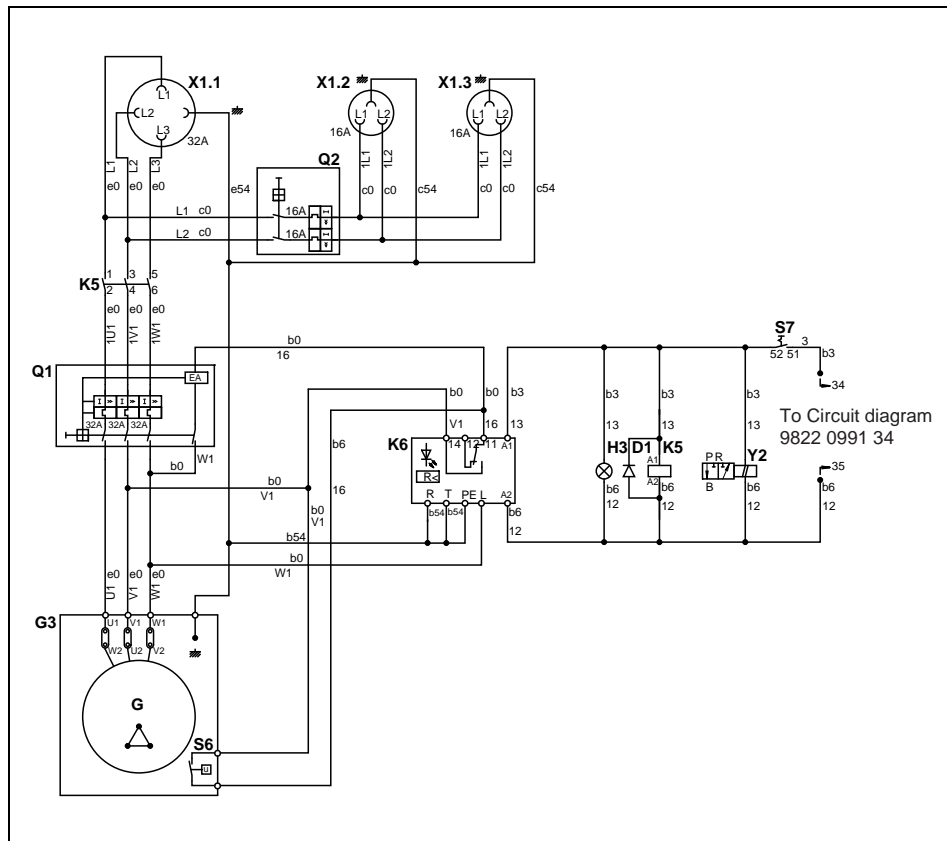 X1.1 X1.2 X1.3
L1
L2
L3
32A
L1 L2
16A
L1 L2
16A
L1 L2 L3
e0 e0 e0
e54
Q2
1L1 1L2
c0 c0
c54
1L1 1L2
c0 c0
c54
L1 c0
16A
L2 c0
16A
I >>
I >>
1 3 5
K5
2 4 6
e0 e0 e0
1U1 1V1 1W1
b0
16
S7
52 51
3
b3
34
Q1
EA
I >> I >> I >>
32A 32A 32A
b0
W1
b0 b0 b3
V1 16 13
14 12 11 A1
K6
R<
R T PE L A2
b54 b54 b6
12
b6
16
b0
V1
b0
V1
b54
b0
W1
b3 b3 b3
13 13 13
H3 D1 K5
A1
A2
b6 b6
12 12
P R
B
Y2
b6
12
To Circuit diagram
9822 0991 34
35
b6
12
e0 e0 e0
U1 V1 W1
G3
U1 V1 W1
W2 U2 V2
G
S6
u